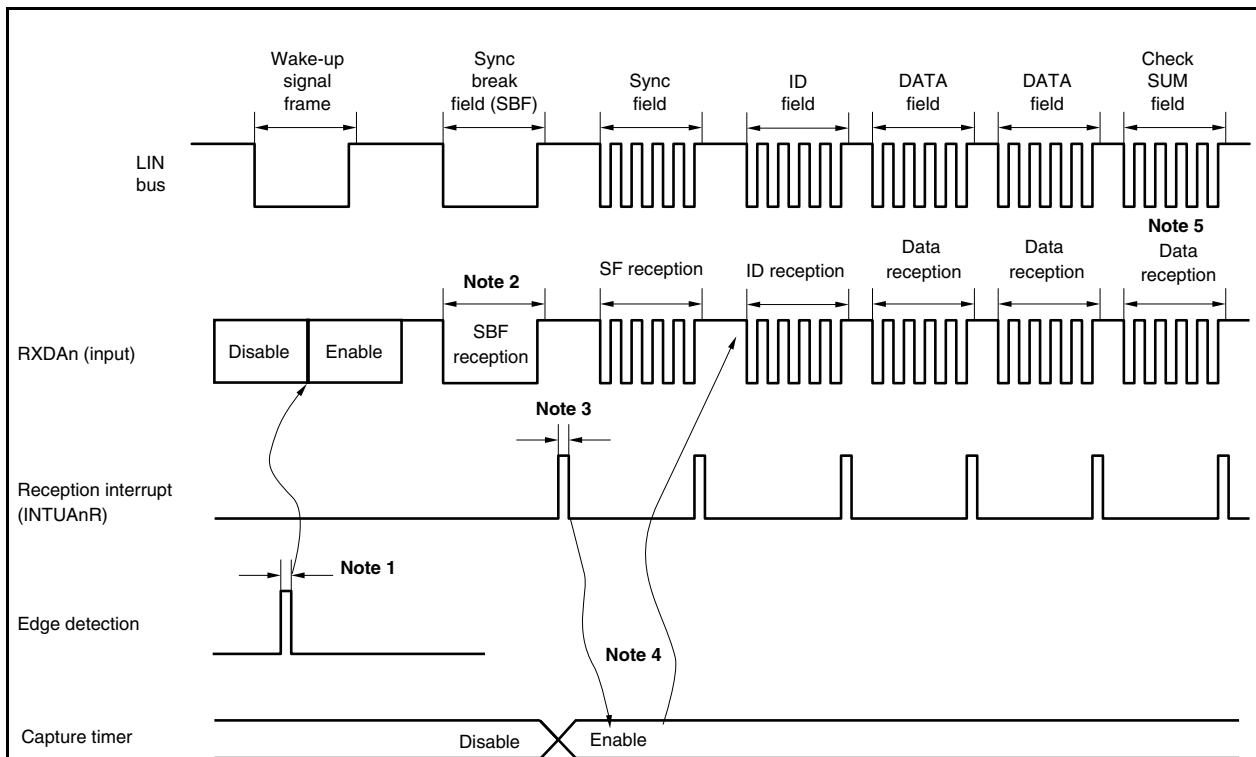 Wake-up
signal
frame
Sync
break
field (SBF)
Sync
field
ID
field
DATA
field
DATA
field
Check
SUM
field
LIN
bus
Note 5
Note 2
SF reception
ID reception
Data
reception
Data
reception
Data
reception
RXDAn (input)
Disable
Enable
SBF
reception
Note 3
Reception interrupt
(INTUAnR)
Note 1
Edge detection
Note 4
Capture timer
Disable
Enable